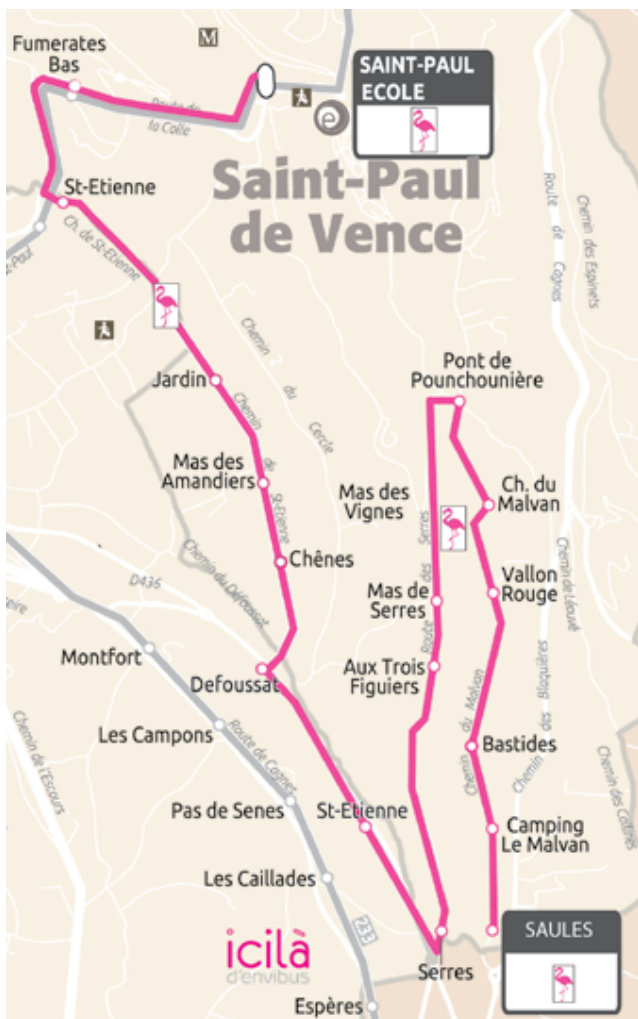 Fumerates
Bas
M
SAINT-PAUL
ECOLE
e
Route de
la Colle
Saint-Paul
de Vence
St-Etienne
Ch. de St-Etienne
Route de Cagnes
Chemin des Espinets
Jardin
Chemin du Cercle
Pont de
Pounchounière
Chemin de St-Etienne
Mas des
Amandiers
Mas des
Vignes
Ch. du
Malvan
Chênes
Route des Serres
Chemin du Défoussat
D436
Vallon
Rouge
Mas de
Serres
Chemin de Léouvé
Montfort
Defoussat
Aux Trois
Figuiers
Chemin du Malvan
Chemin des Blaquières
Les Campons
Route de Cagnes
Bastides
Chemin de l'Escours
Chemin des Collines
Pas de Senes
St-Etienne
Camping
Le Malvan
Les Caillades
233
SAULES
icilà
d'envibus
Serres
Espères